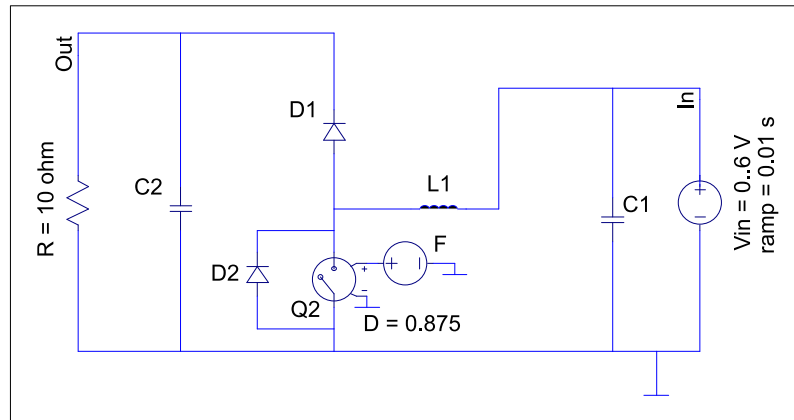 Out
R = 10 ohm
C2
D1
D2
Q2
L1
+
-
+
-
F
D = 0.875
C1
In
+
-
Vin = 0..6 V
ramp = 0.01 s